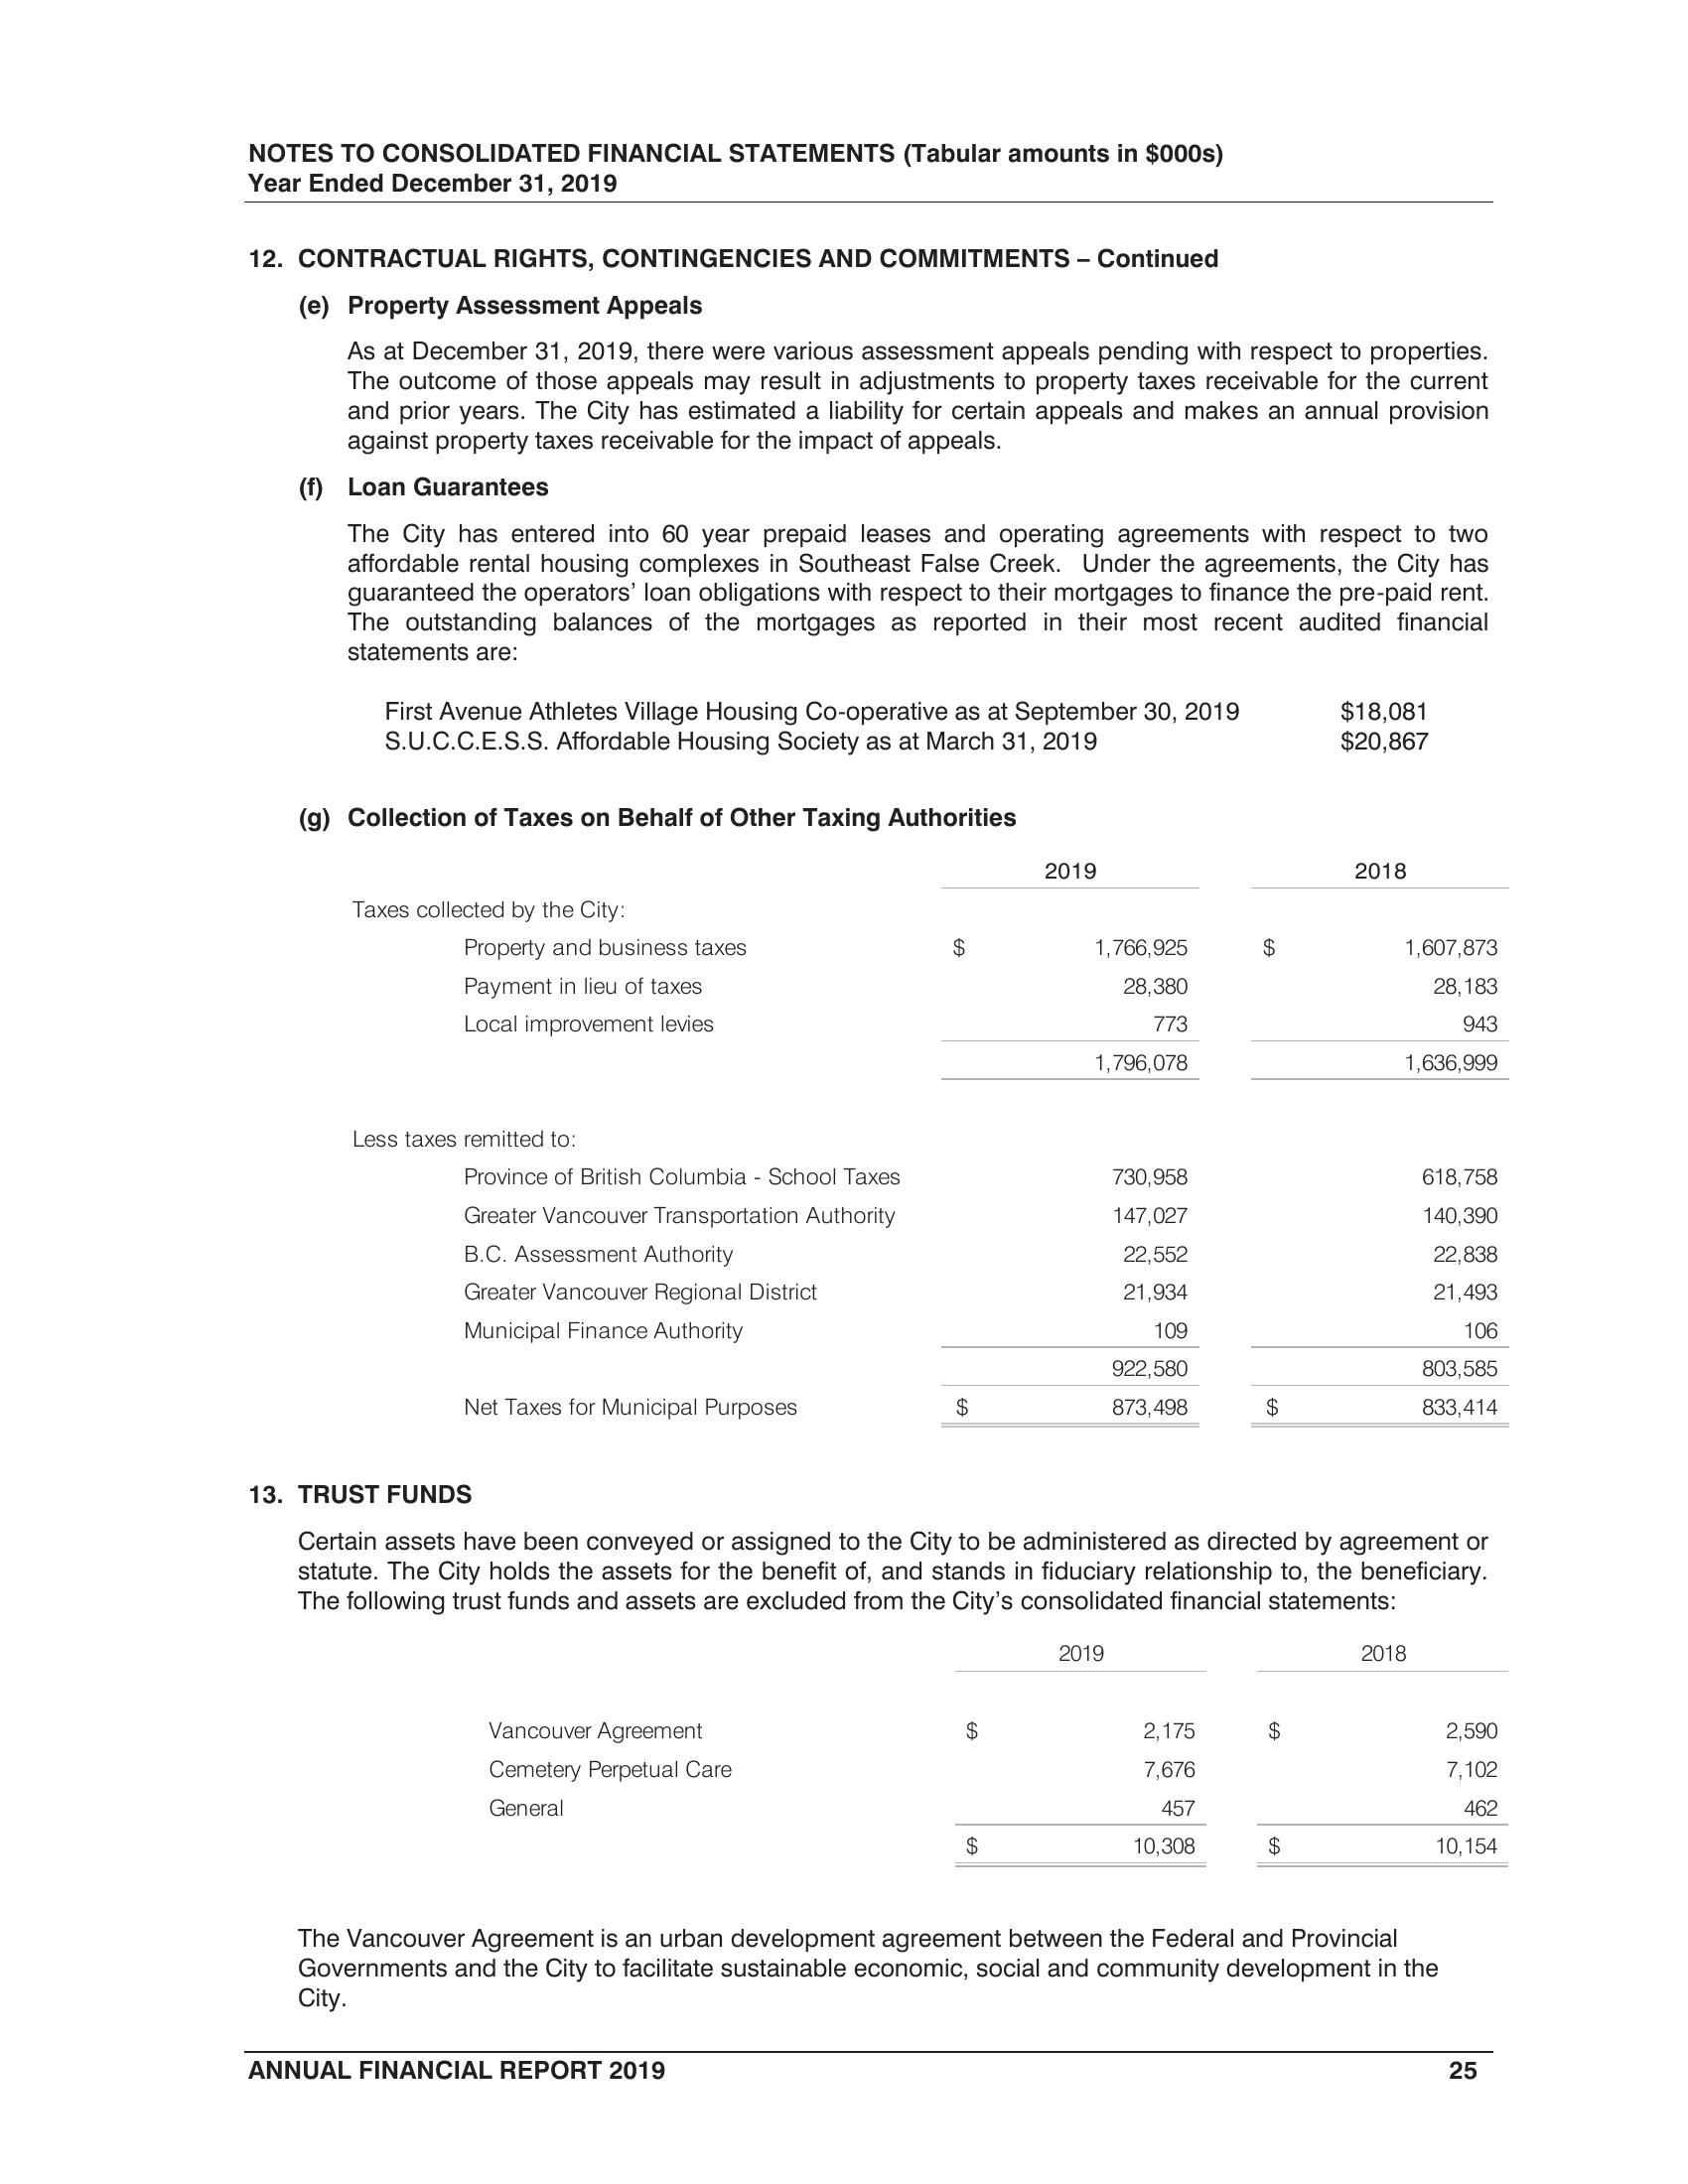 NOTES TO CONSOLIDATED FINANCIAL STATEMENTS (Tabular amounts in $000s)
Year Ended December 31, 2019
12. CONTRACTUAL RIGHTS, CONTINGENCIES AND COMMITMENTS – Continued
(e) Property Assessment Appeals
As at December 31, 2019, there were various assessment appeals pending with respect to properties.
The outcome of those appeals may result in adjustments to property taxes receivable for the current
and prior years. The City has estimated a liability for certain appeals and makes an annual provision
against property taxes receivable for the impact of appeals.
(f) Loan Guarantees
The City has entered into 60 year prepaid leases and operating agreements with respect to two
affordable rental housing complexes in Southeast False Creek. Under the agreements, the City has
guaranteed the operators' loan obligations with respect to their mortgages to finance the pre-paid rent.
The outstanding balances of the mortgages as reported in their most recent audited financial
statements are:
First Avenue Athletes Village Housing Co-operative as at September 30, 2019 $18,081
S.U.C.C.E.S.S. Affordable Housing Society as at March 31, 2019 $20,867
(g) Collection of Taxes on Behalf of Other Taxing Authorities
2019 2018
Taxes collected by the City:
Property and business taxes $ 1,766,925 $ 1,607,873
Payment in lieu of taxes 28,380 28,183
Local improvement levies 773 943
1,796,078 1,636,999
Less taxes remitted to:
Province of British Columbia - School Taxes 730,958 618,758
Greater Vancouver Transportation Authority 147,027 140,390
B.C. Assessment Authority 22,552 22,838
Greater Vancouver Regional District 21,934 21,493
Municipal Finance Authority 109 106
922,580 803,585
Net Taxes for Municipal Purposes $ 873,498 $ 833,414
13. TRUST FUNDS
Certain assets have been conveyed or assigned to the City to be administered as directed by agreement or
statute. The City holds the assets for the benefit of, and stands in fiduciary relationship to, the beneficiary.
The following trust funds and assets are excluded from the City's consolidated financial statements:
2019 2018
Vancouver Agreement $ 2,175 $ 2,590
Cemetery Perpetual Care 7,676 7,102
General 457 462
$ 10,308 $ 10,154
The Vancouver Agreement is an urban development agreement between the Federal and Provincial
Governments and the City to facilitate sustainable economic, social and community development in the
City.
ANNUAL FINANCIAL REPORT 2019 25